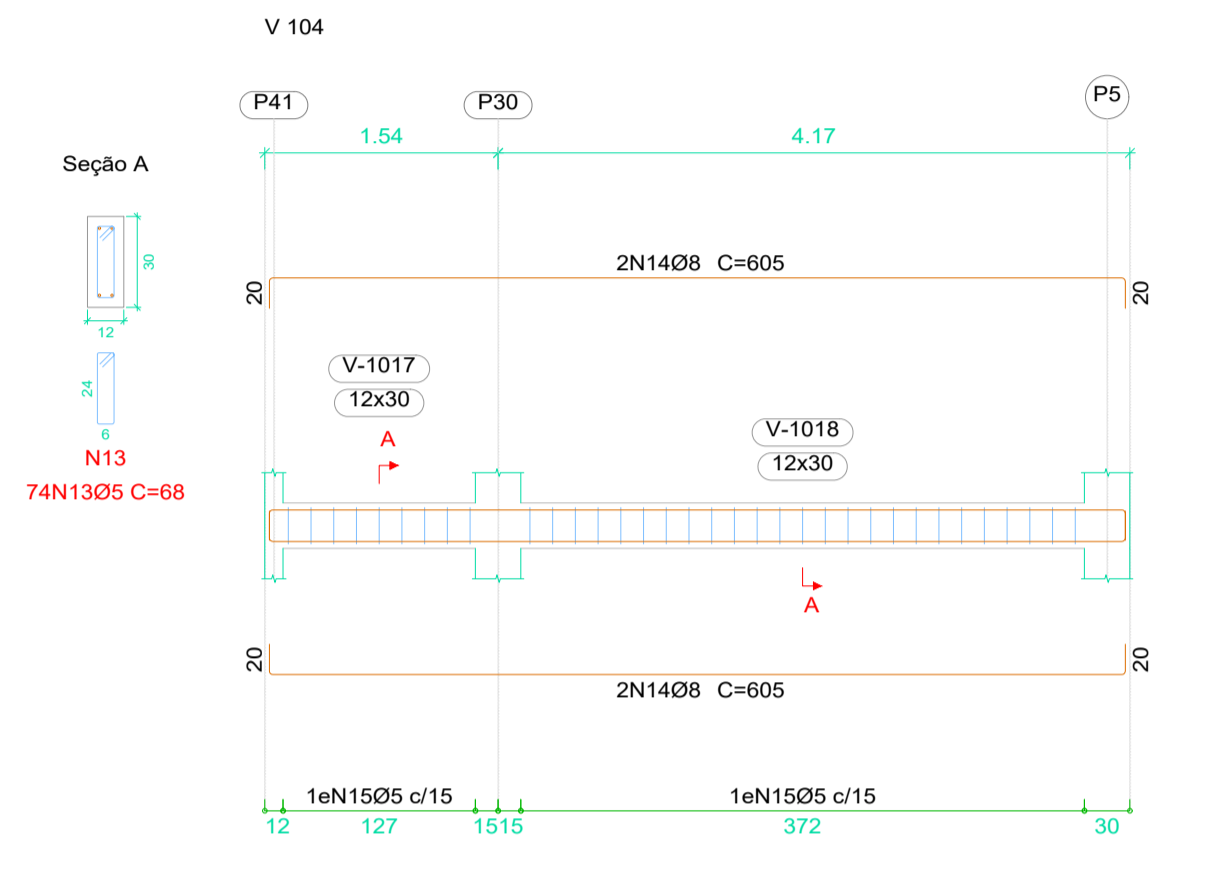 V 104
P41
P30
P5
1.54
4.17
Seção A
30
12
24
6
N13
74N13Ø5 C=68
2N14Ø8 C=605
20
20
V-1017
12x30
A
V-1018
12x30
A
20
20
2N14Ø8 C=605
1eN15Ø5 c/15
1eN15Ø5 c/15
12
127
1515
372
30